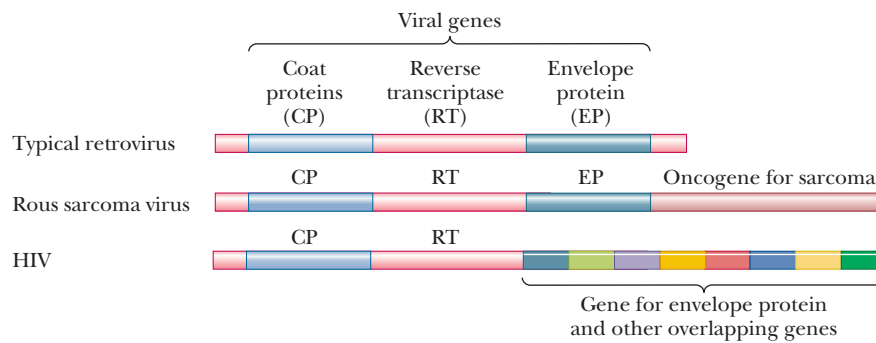 Viral genes
Coat proteins (CP)
Reverse transcriptase (RT)
Envelope protein (EP)
Typical retrovirus
CP RT EP Oncogene for sarcoma
Rous sarcoma virus
CP RT
HIV
Gene for envelope protein
and other overlapping genes